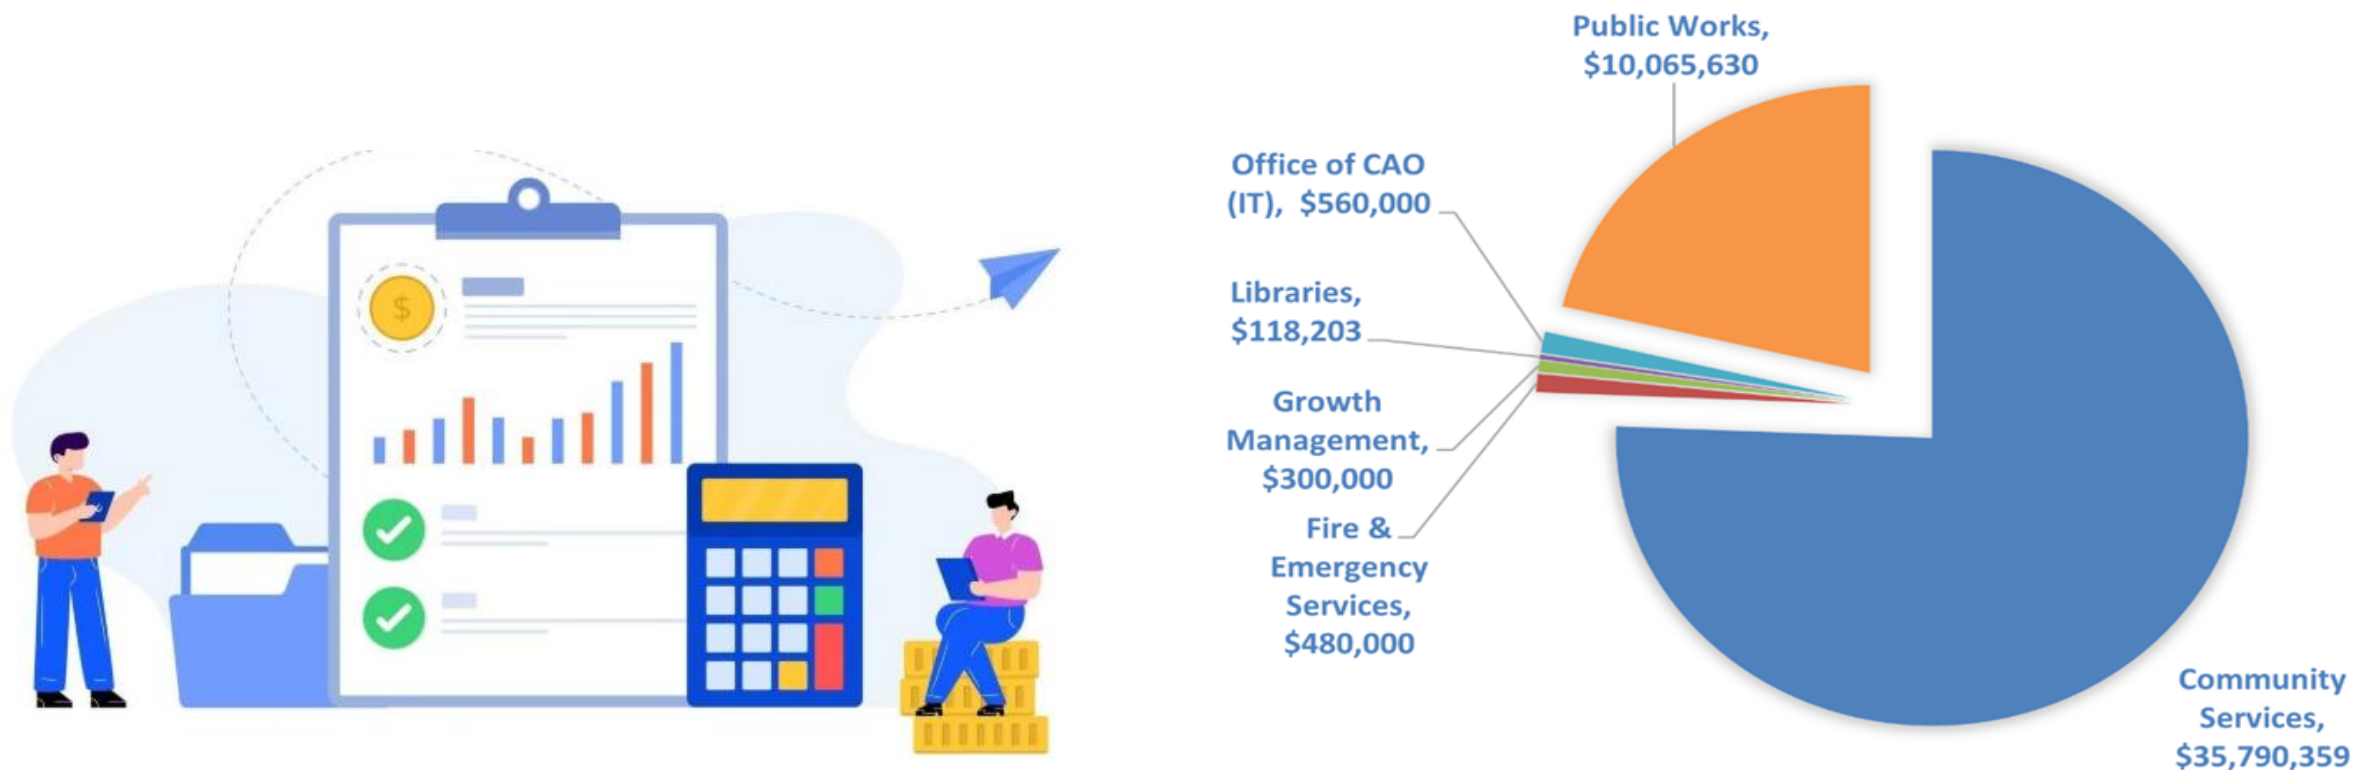 Public Works,
$10,065,630
Office of CAO
(IT), $560,000
Libraries,
$118,203
Growth
Management,
$300,000
Fire &
Emergency
Services,
$480,000
Community
Services,
$35,790,359
$